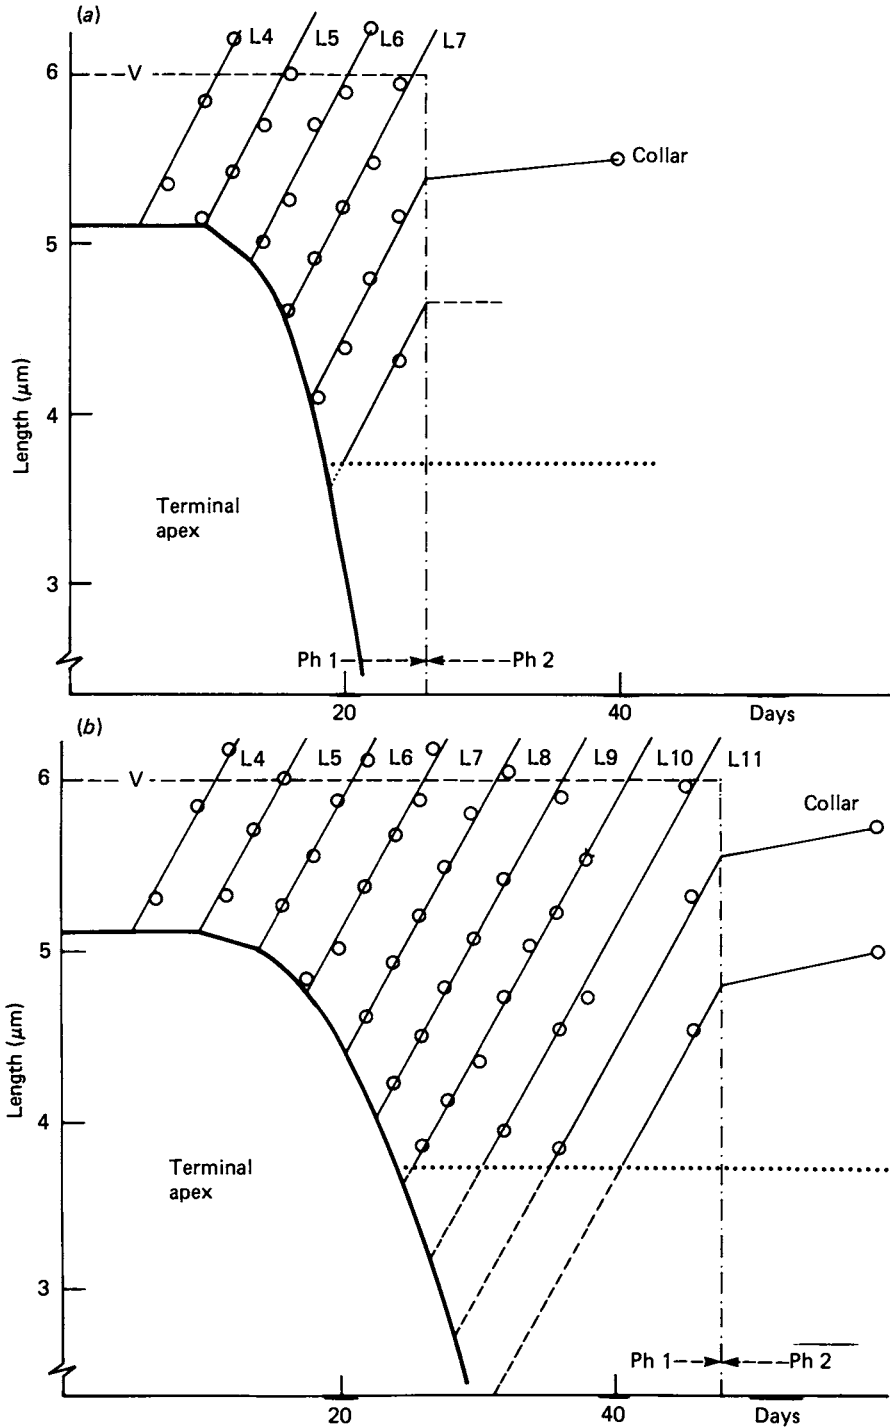 (a)
L4 L5 L6 L7
6
V
Collar
5
4
Length (μm)
Terminal
apex
3
Ph 1 Ph 2
20 40 Days
(b)
L4 L5 L6 L7 L8 L9 L10 L11
6
V
Collar
5
Length (μm)
4
Terminal
apex
3
Ph 1 Ph 2
20 40 Days